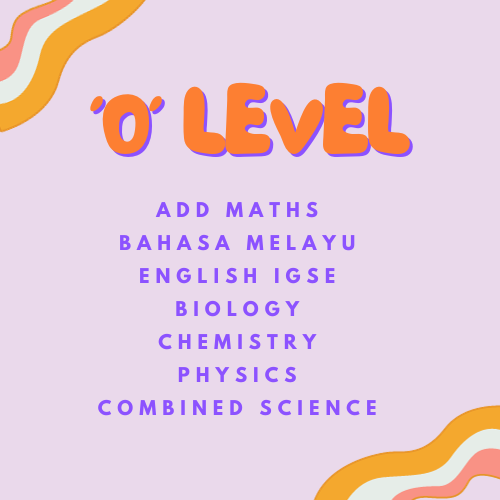 'O' LEVEL
ADD MATHS
BAHASA MELAYU
ENGLISH IGSE
BIOLOGY
CHEMISTRY
PHYSICS
COMBINED SCIENCE